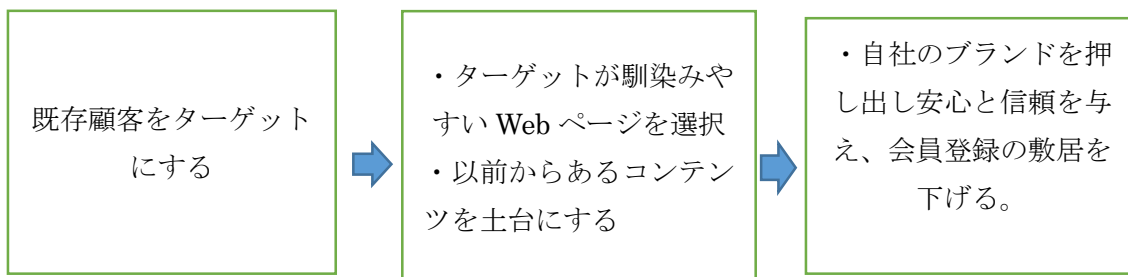 既存顧客をターゲット
にする
・ターゲットが馴染みや
すい Web ページを選択
・以前からあるコンテン
ツを土台にする
・自社のブランドを押
し出し安心と信頼を与
え、会員登録の敷居を
下げる。